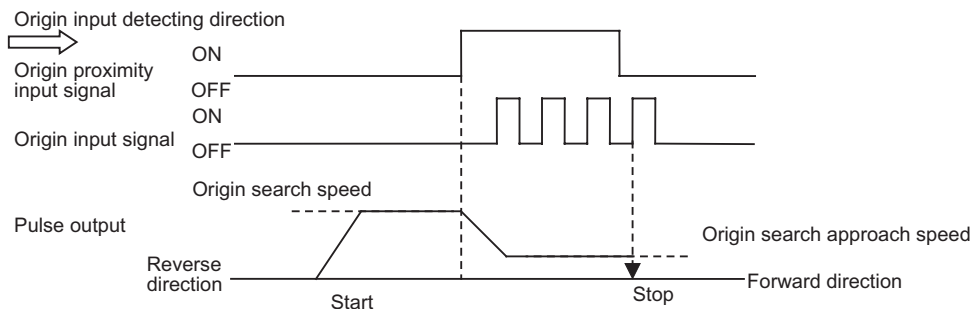 Origin input detecting direction
ON
Origin proximity
input signal
OFF
ON
Origin input signal
OFF
Origin search speed
Pulse output
Origin search approach speed
Reverse
direction
Forward direction
Start
Stop